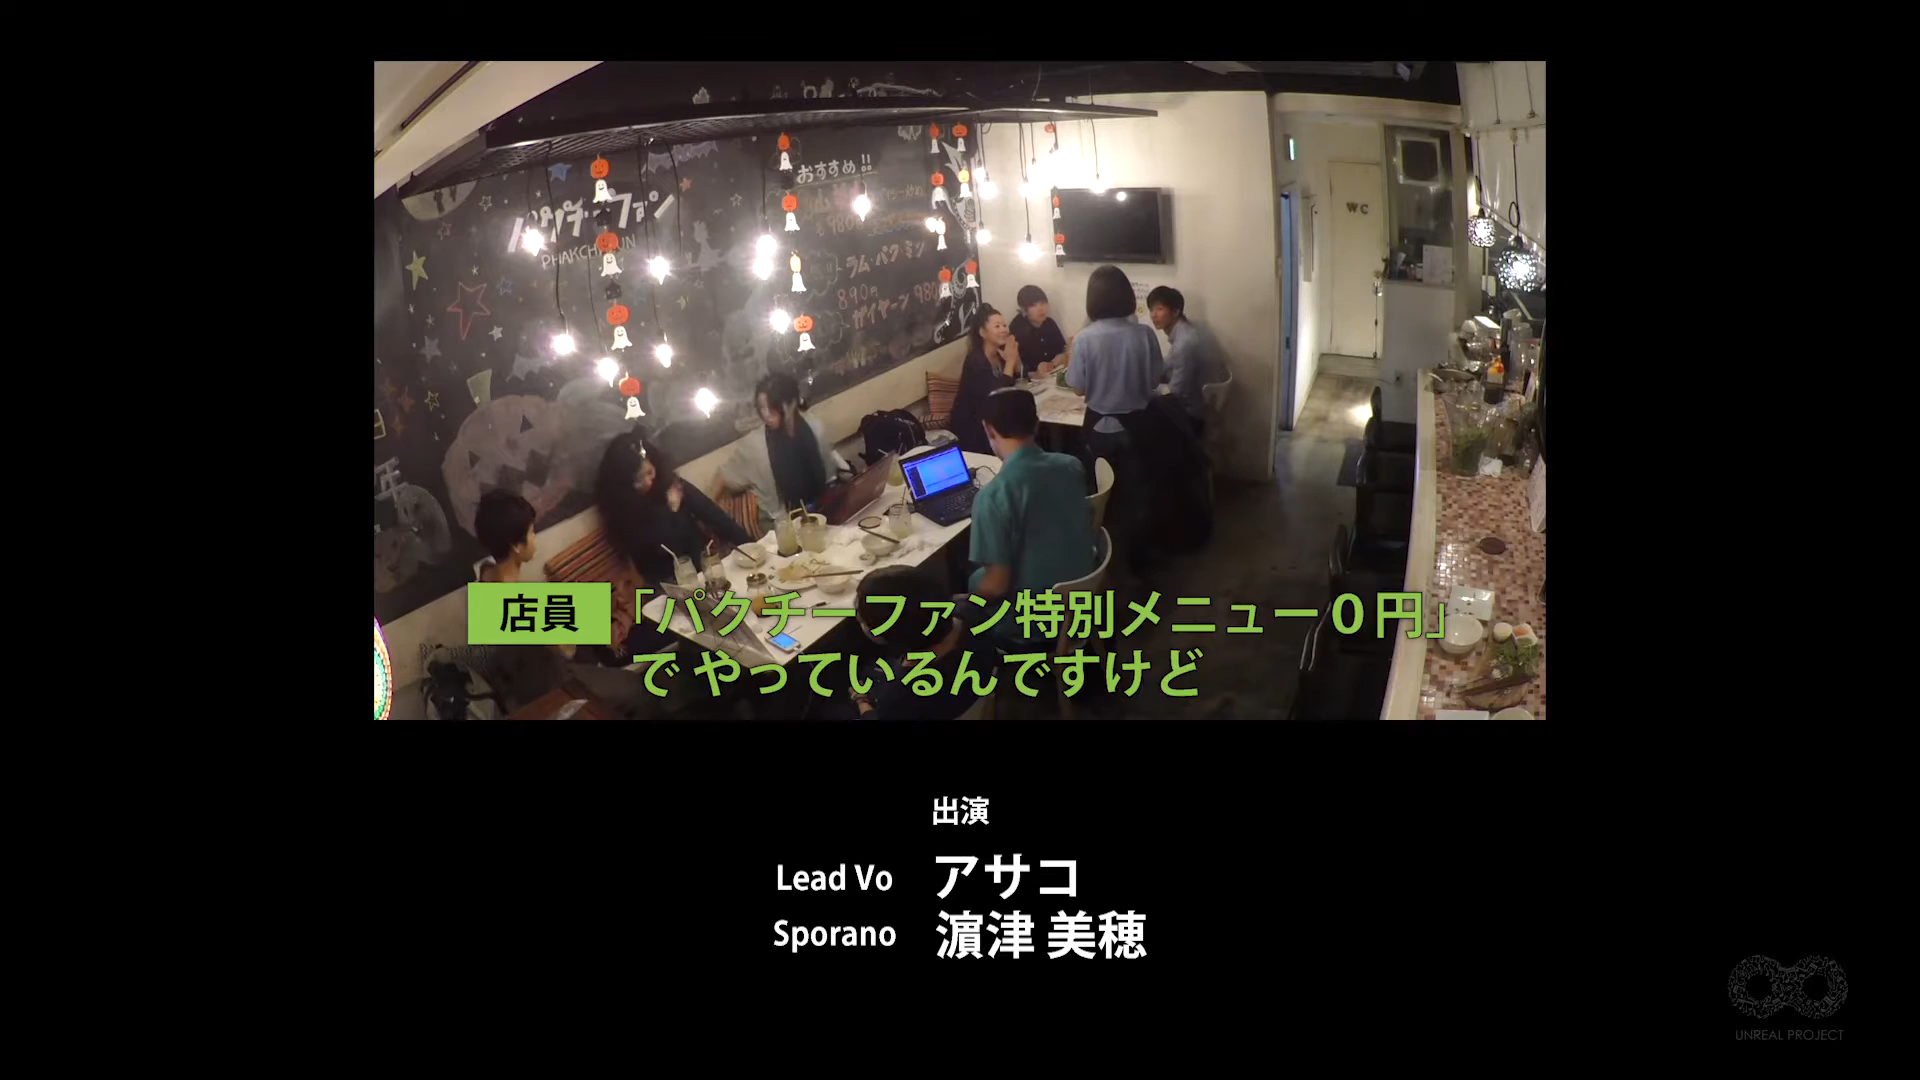 パクチーファン
おすすめ!!
ラム・パクミン
890円
ガイヤーン 980
WC
店員
「パクチーファン特別メニュー0円」
で やっているんですけど
出演
Lead Vo アサコ
Sporano 濵津 美穂
UNREAL PROJECT